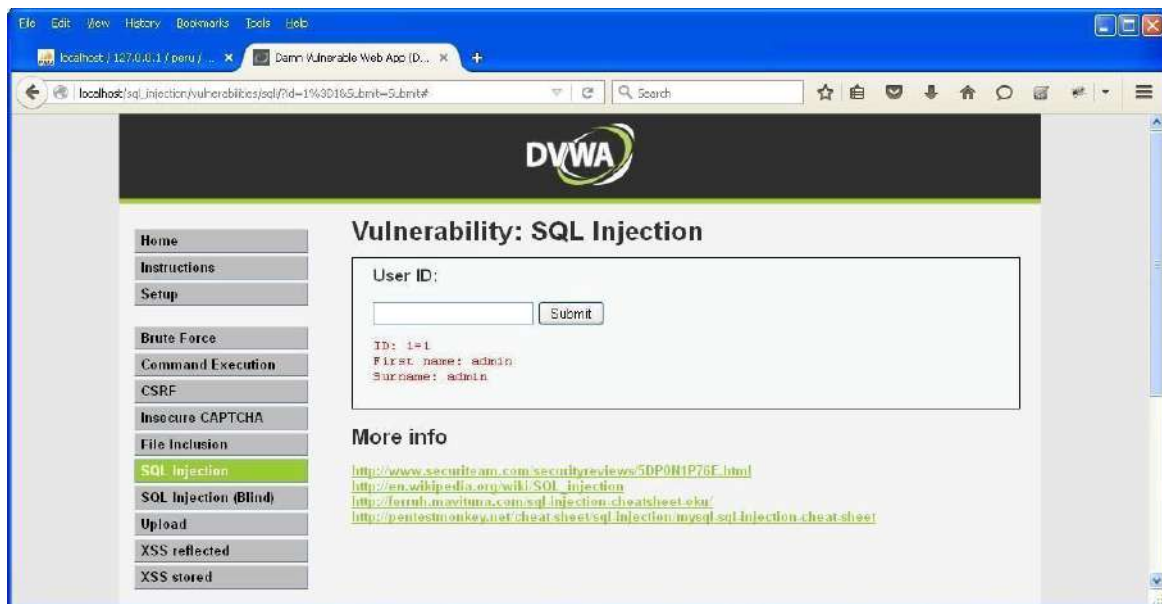 File Edit View History Bookmarks Tools Help
localhost / 127.0.0.1 / peru / ...
Damn Vulnerable Web App (D...
localhost/sql_injection/vulnerabilities/sqli/?id=1%3D1&Submit=Submit#
Search
DVWA
Home
Instructions
Setup
Brute Force
Command Execution
CSRF
Insecure CAPTCHA
File Inclusion
SQL Injection
SQL Injection (Blind)
Upload
XSS reflected
XSS stored
Vulnerability: SQL Injection
User ID:
Submit
ID: 1=1
First name: admin
Surname: admin
More info
http://www.securiteam.com/securityreviews/5DP0N1P76E.html
http://en.wikipedia.org/wiki/SQL_injection
http://ferruh.mavituna.com/sql-injection-cheatsheet-oku/
http://pentestmonkey.net/cheat-sheet/sql-injection/mysql-sql-injection-cheat-sheet